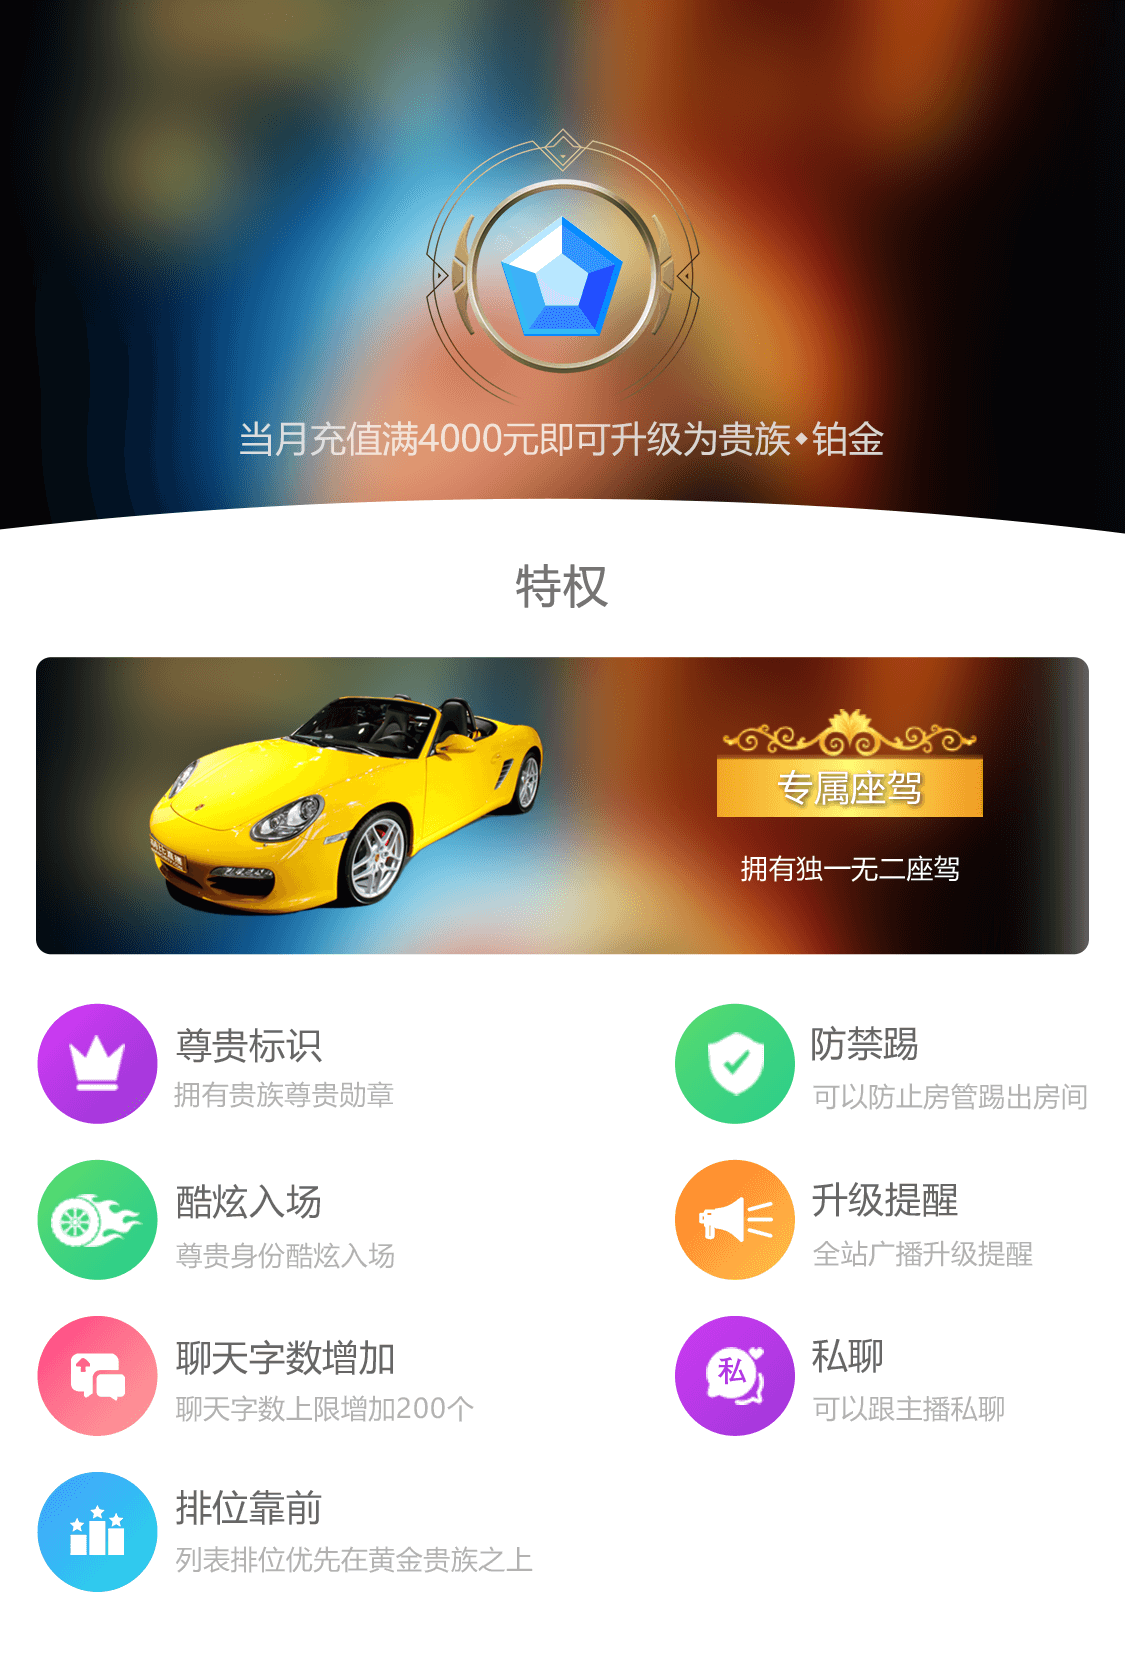 当月充值满4000元即可升级为贵族◆铂金
特权
专属座驾
拥有独一无二座驾
尊贵标识
拥有贵族尊贵勋章
防禁踢
可以防止房管踢出房间
酷炫入场
尊贵身份酷炫入场
升级提醒
全站广播升级提醒
聊天字数增加
聊天字数上限增加200个
私
私聊
可以跟主播私聊
排位靠前
列表排位优先在黄金贵族之上